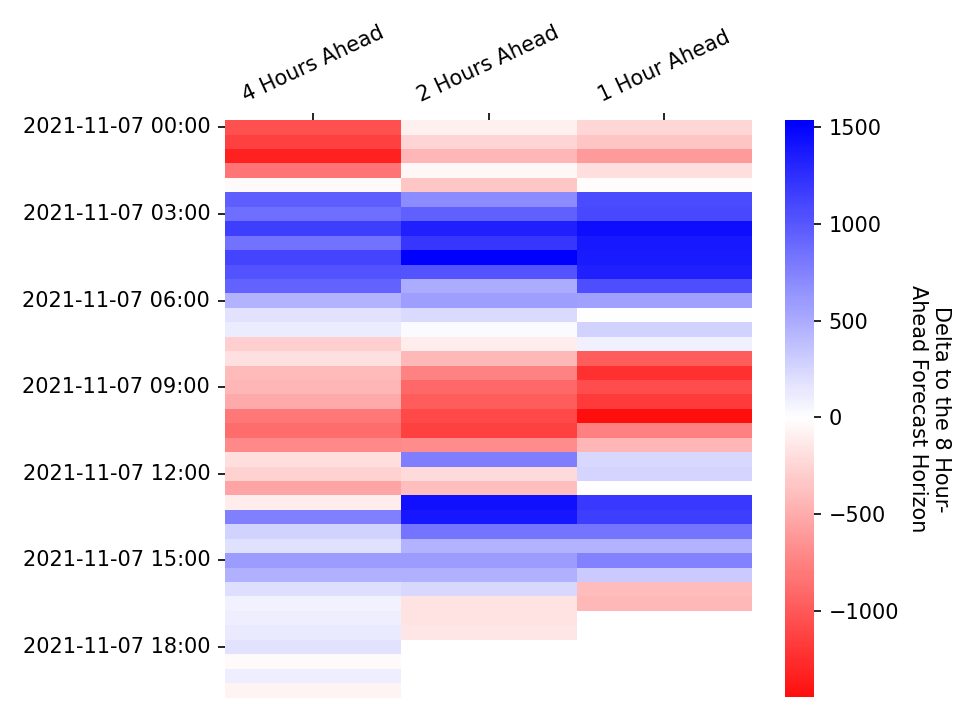 4 Hours Ahead
2 Hours Ahead
1 Hour Ahead
2021-11-07 00:00
2021-11-07 03:00
2021-11-07 06:00
2021-11-07 09:00
2021-11-07 12:00
2021-11-07 15:00
2021-11-07 18:00
1500
1000
500
0
−500
−1000
Delta to the 8 Hour-
Ahead Forecast Horizon